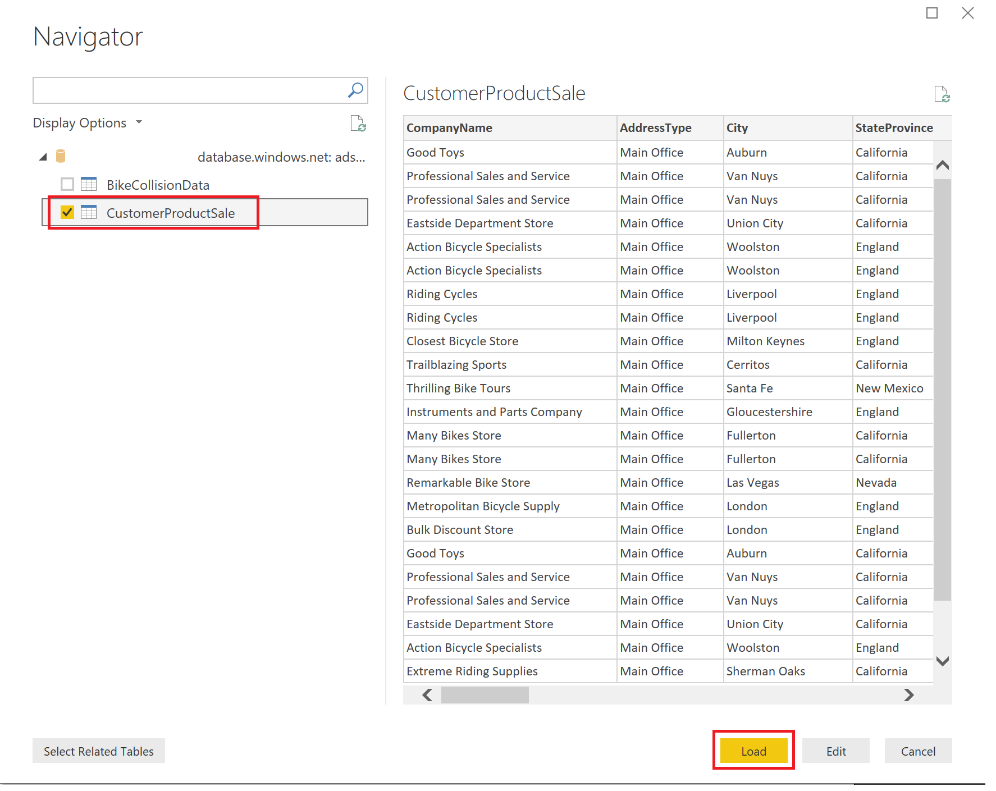 Navigator
Display Options
database.windows.net: ads...
BikeCollisionData
CustomerProductSale
CustomerProductSale
CompanyName AddressType City StateProvince
Good Toys Main Office Auburn California
Professional Sales and Service Main Office Van Nuys California
Professional Sales and Service Main Office Van Nuys California
Eastside Department Store Main Office Union City California
Action Bicycle Specialists Main Office Woolston England
Action Bicycle Specialists Main Office Woolston England
Riding Cycles Main Office Liverpool England
Riding Cycles Main Office Liverpool England
Closest Bicycle Store Main Office Milton Keynes England
Trailblazing Sports Main Office Cerritos California
Thrilling Bike Tours Main Office Santa Fe New Mexico
Instruments and Parts Company Main Office Gloucestershire England
Many Bikes Store Main Office Fullerton California
Many Bikes Store Main Office Fullerton California
Remarkable Bike Store Main Office Las Vegas Nevada
Metropolitan Bicycle Supply Main Office London England
Bulk Discount Store Main Office London England
Good Toys Main Office Auburn California
Professional Sales and Service Main Office Van Nuys California
Professional Sales and Service Main Office Van Nuys California
Eastside Department Store Main Office Union City California
Action Bicycle Specialists Main Office Woolston England
Extreme Riding Supplies Main Office Sherman Oaks California
Select Related Tables Load Edit Cancel